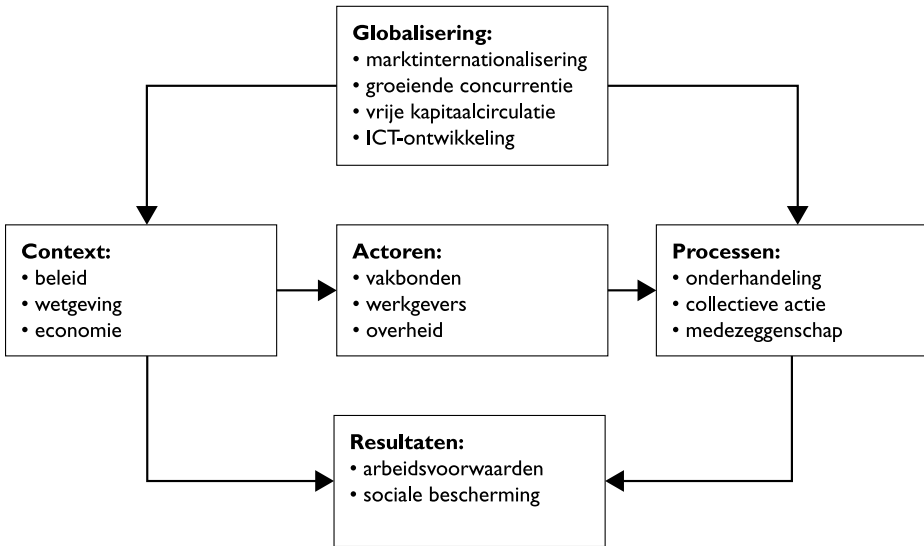 Globalisering:
• marktinternationalisering
• groeiende concurrentie
• vrije kapitaalcirculatie
• ICT-ontwikkeling
Context:
• beleid
• wetgeving
• economie
Actoren:
• vakbonden
• werkgevers
• overheid
Processen:
• onderhandeling
• collectieve actie
• medezeggenschap
Resultaten:
• arbeidsvoorwaarden
• sociale bescherming